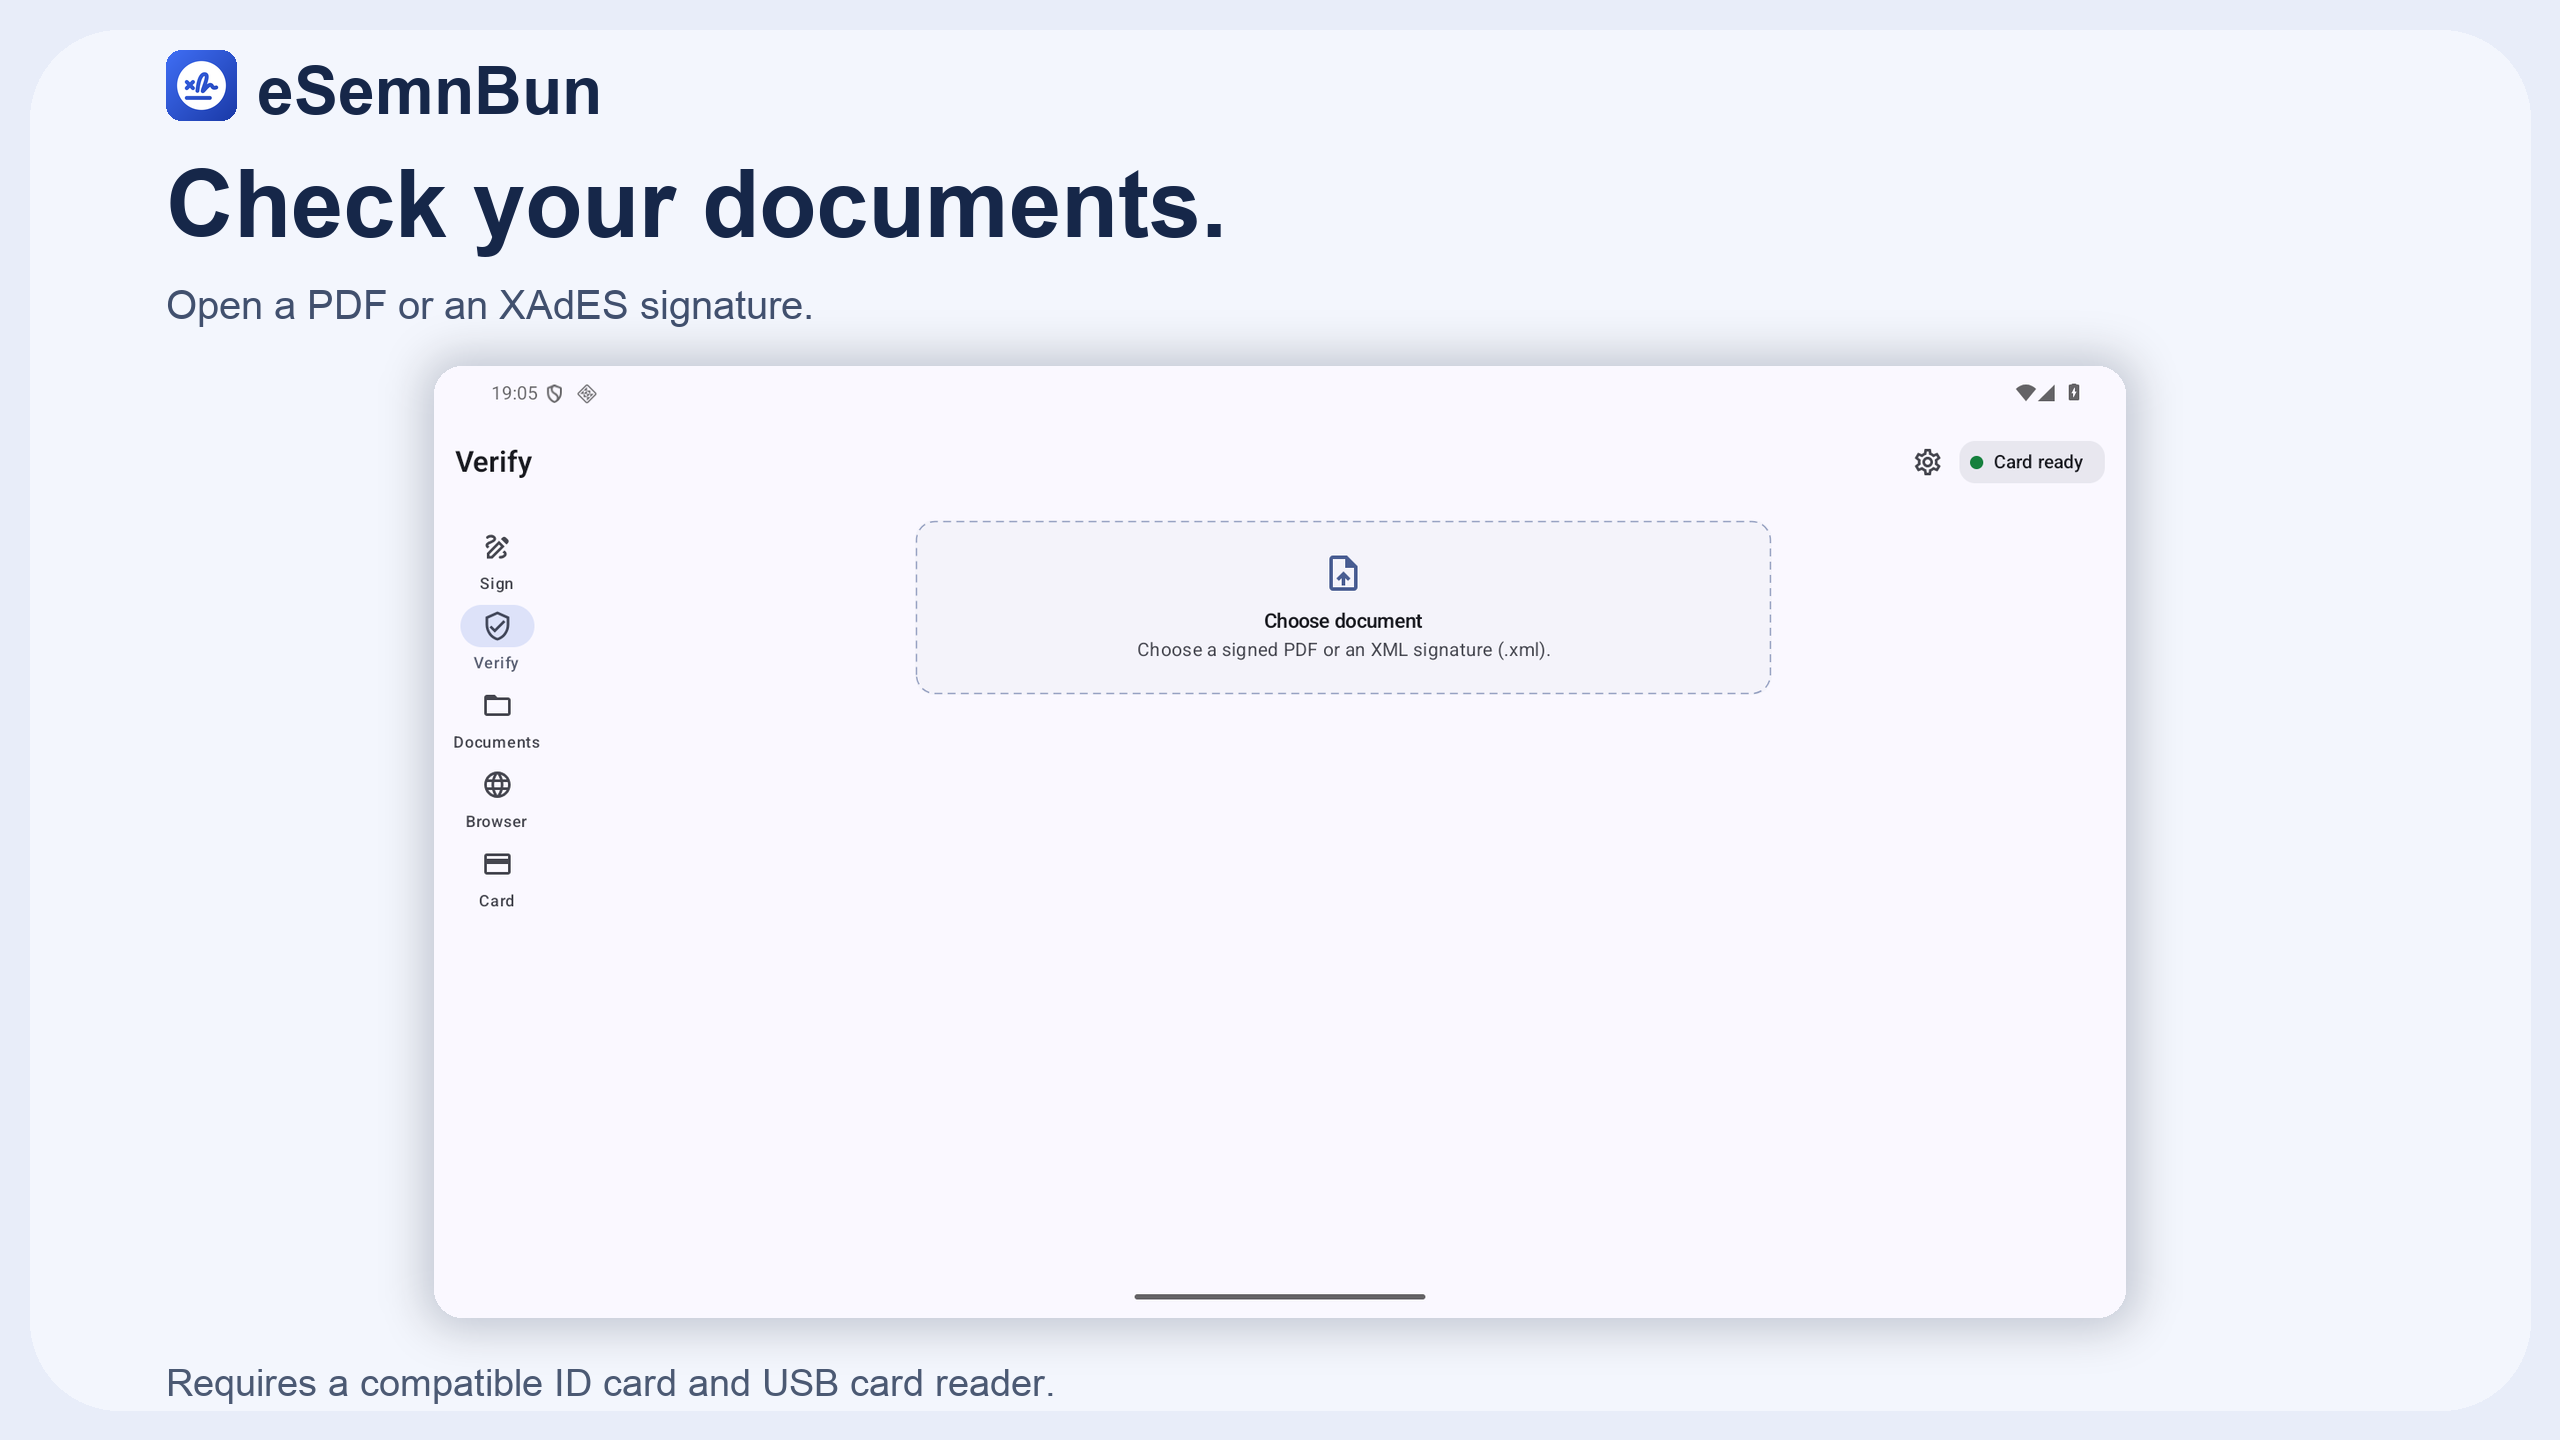 eSemnBun
Check your documents.
Open a PDF or an XAdES signature.
19:05
Verify
Card ready
Sign
Verify
Documents
Browser
Card
Choose document
Choose a signed PDF or an XML signature (.xml).
Requires a compatible ID card and USB card reader.